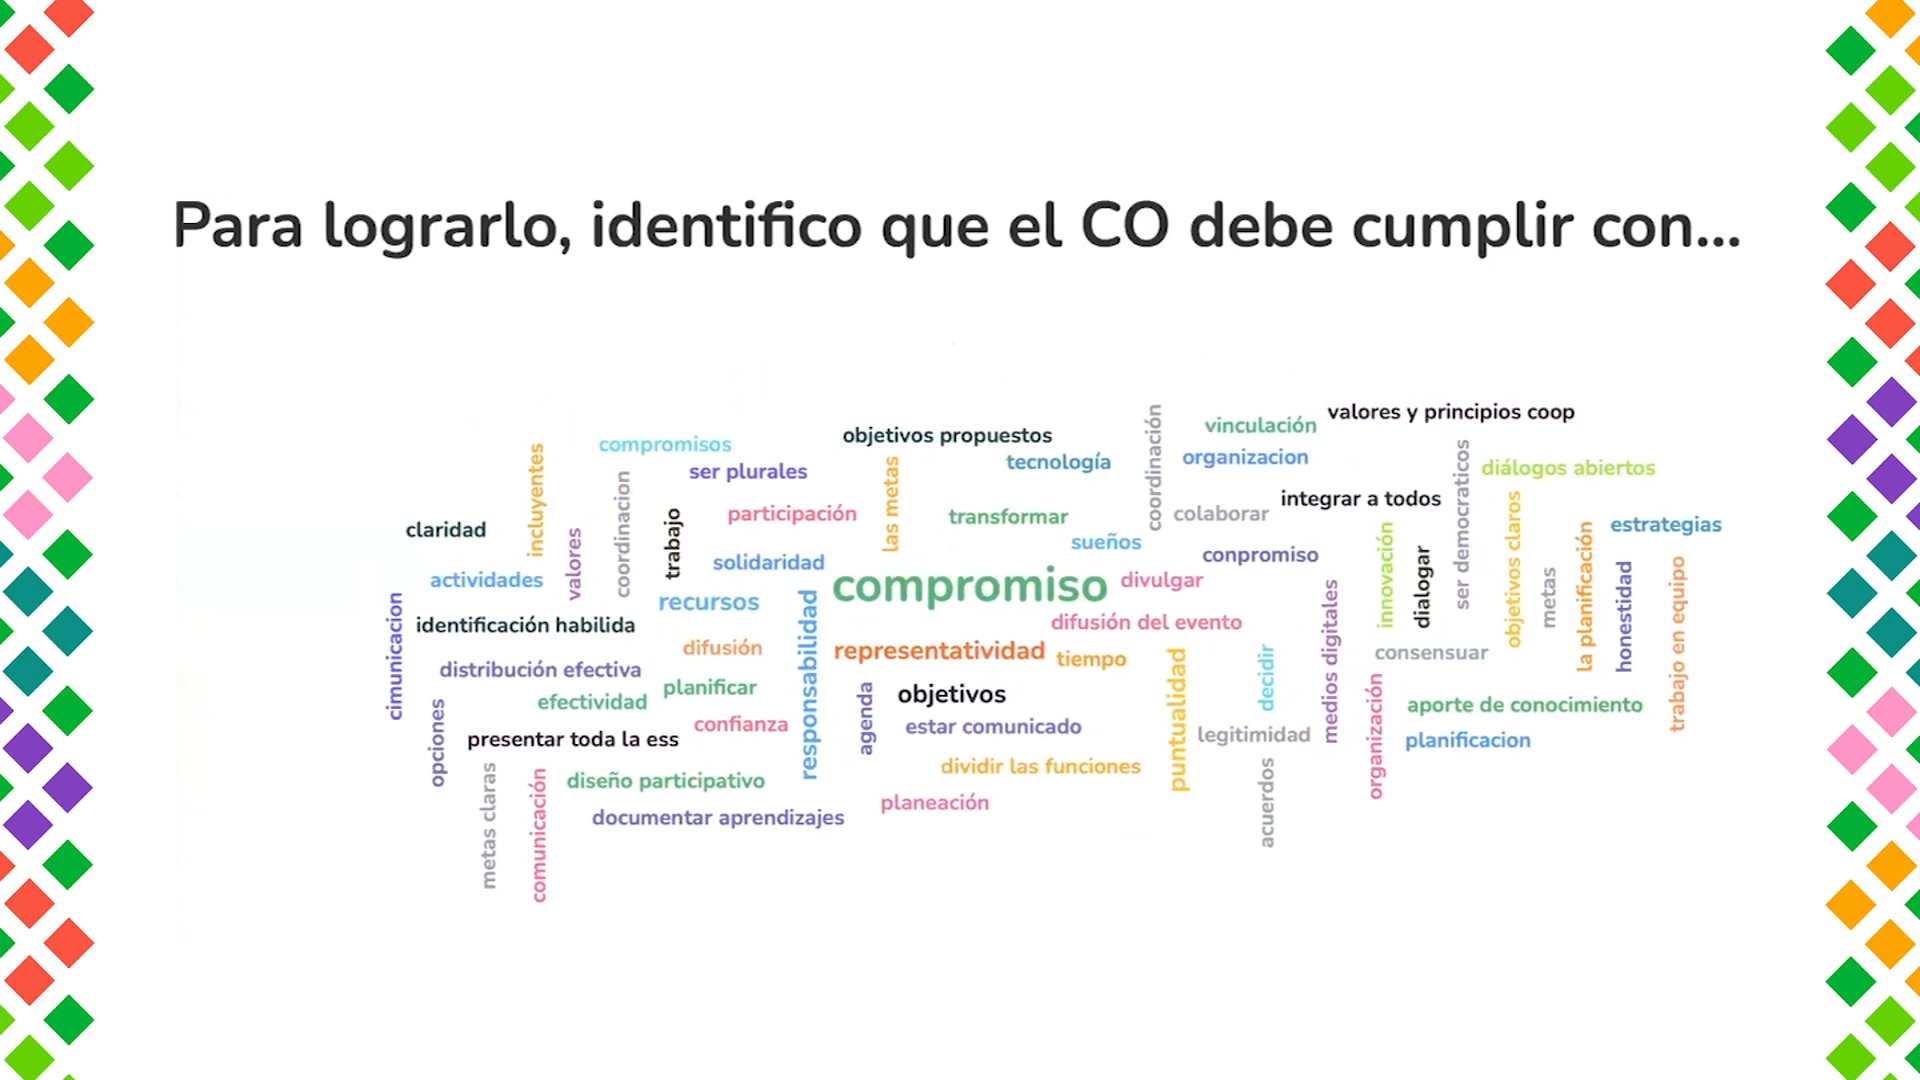 Para lograrlo, identifico que el CO debe cumplir con...
valores y principios coop
vinculación
compromisos
objetivos propuestos
coordinación
organizacion
tecnología
ser plurales
diálogos abiertos
incluyentes
las metas
integrar a todos
ser democraticos
participación
transformar
colaborar
estrategias
claridad
coordinacion
trabajo
sueños
conpromiso
valores
solidaridad
innovación
dialogar
objetivos claros
metas
la planificación
honestidad
trabajo en equipo
actividades
compromiso
divulgar
recursos
identificación habilida
difusión del evento
cimunicacion
responsabilidad
difusión
representatividad
tiempo
medios digitales
consensuar
distribución efectiva
planificar
objetivos
decidir
efectividad
puntualidad
aporte de conocimiento
opciones
confianza
agenda
estar comunicado
legitimidad
organización
planificacion
presentar toda la ess
dividir las funciones
diseño participativo
planeación
acuerdos
documentar aprendizajes
metas claras
comunicación